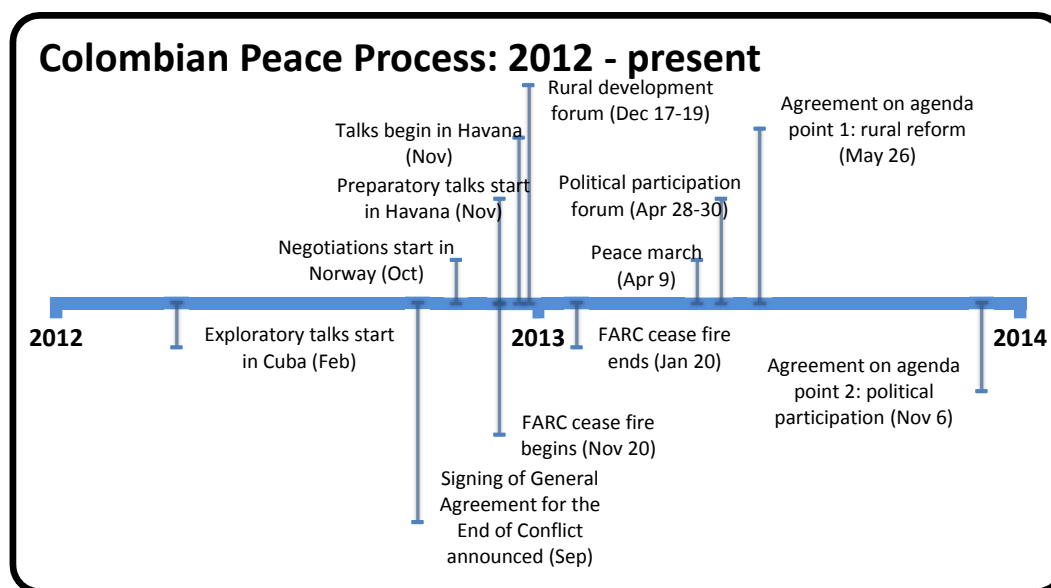 Colombian Peace Process: 2012 - present
Rural development
forum (Dec 17-19)
Agreement on agenda
point 1: rural reform
(May 26)
Talks begin in Havana
(Nov)
Preparatory talks start
in Havana (Nov)
Political participation
forum (Apr 28-30)
Negotiations start in
Norway (Oct)
Peace march
(Apr 9)
2012
2013
2014
Exploratory talks start
in Cuba (Feb)
FARC cease fire
ends (Jan 20)
Agreement on agenda
point 2: political
participation (Nov 6)
FARC cease fire
begins (Nov 20)
Signing of General
Agreement for the
End of Conflict
announced (Sep)